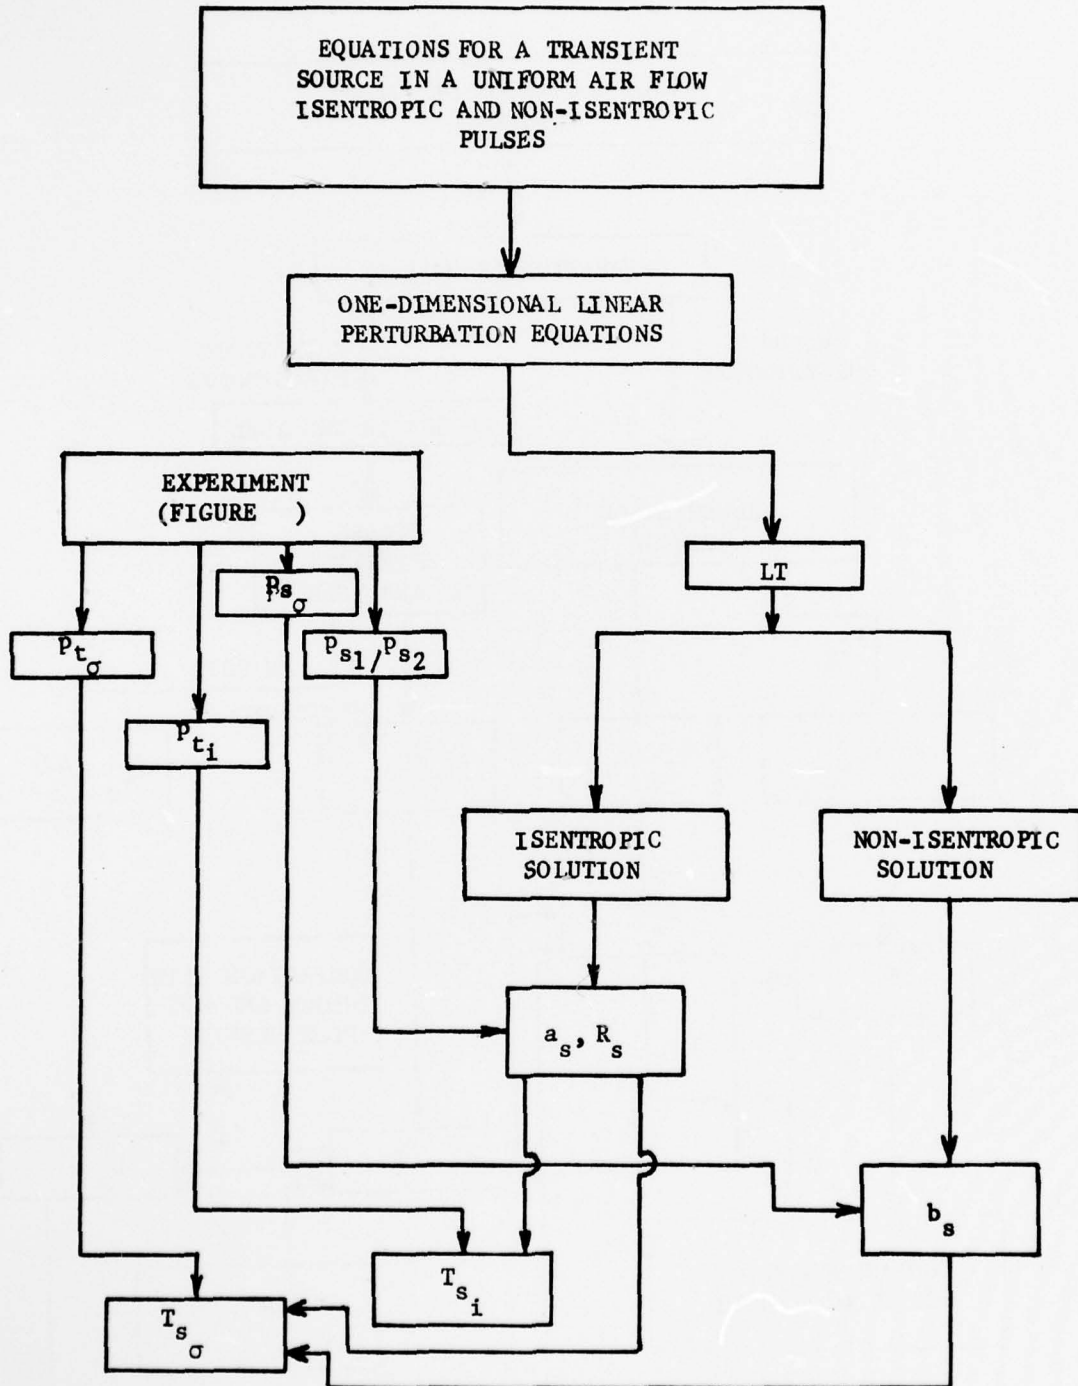 EQUATIONS FOR A TRANSIENT
SOURCE IN A UNIFORM AIR FLOW
ISENTROPIC AND NON-ISENTROPIC
PULSES
ONE-DIMENSIONAL LINEAR
PERTURBATION EQUATIONS
EXPERIMENT
(FIGURE )
LT
Psσ
Ptσ
Ps1/Ps2
Pti
ISENTROPIC
SOLUTION
NON-ISENTROPIC
SOLUTION
as, Rs
bs
Tsi
Tsσ